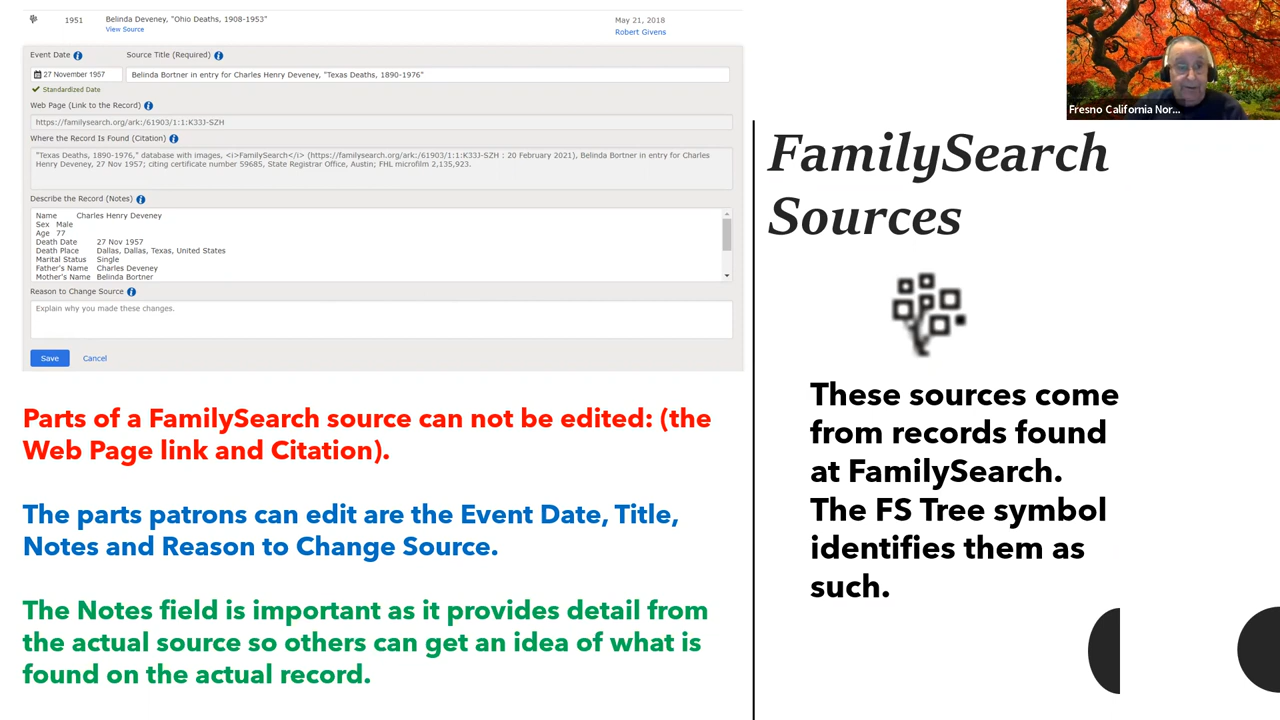 1951 Belinda Deveney, "Ohio Deaths, 1908-1953" May 21, 2018
View Source Robert Givens
Event Date Source Title (Required)
27 November 1957 Belinda Bortner in entry for Charles Henry Deveney, "Texas Deaths, 1890-1976"
Standardized Date
Web Page (Link to the Record)
https://familysearch.org/ark:/61903/1:1:K33J-SZH
Where the Record Is Found (Citation)
"Texas Deaths, 1890-1976," database with images, <i>FamilySearch</i> (https://familysearch.org/ark:/61903/1:1:K33J-SZH : 20 February 2021), Belinda Bortner in entry for Charles
Henry Deveney, 27 Nov 1957; citing certificate number 59685, State Registrar Office, Austin; FHL microfilm 2,135,923.
Describe the Record (Notes)
Name Charles Henry Deveney
Sex Male
Age 77
Death Date 27 Nov 1957
Death Place Dallas, Dallas, Texas, United States
Marital Status Single
Father's Name Charles Deveney
Mother's Name Belinda Bortner
Reason to Change Source
Explain why you made these changes.
Save Cancel
Parts of a FamilySearch source can not be edited: (the
Web Page link and Citation).
The parts patrons can edit are the Event Date, Title,
Notes and Reason to Change Source.
The Notes field is important as it provides detail from
the actual source so others can get an idea of what is
found on the actual record.
Fresno California Nor...
FamilySearch
Sources
These sources come
from records found
at FamilySearch.
The FS Tree symbol
identifies them as
such.